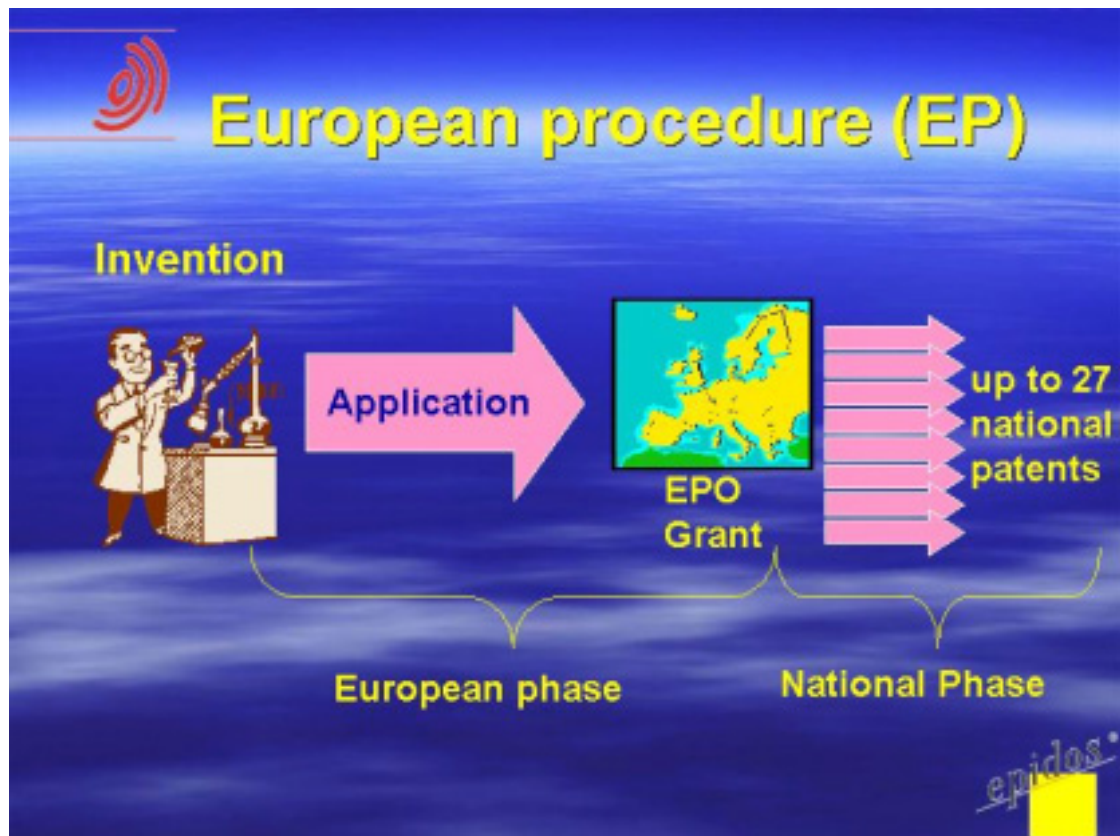 European procedure (EP)
Invention
Application
EPO
Grant
up to 27
national
patents
European phase
National Phase
epidos